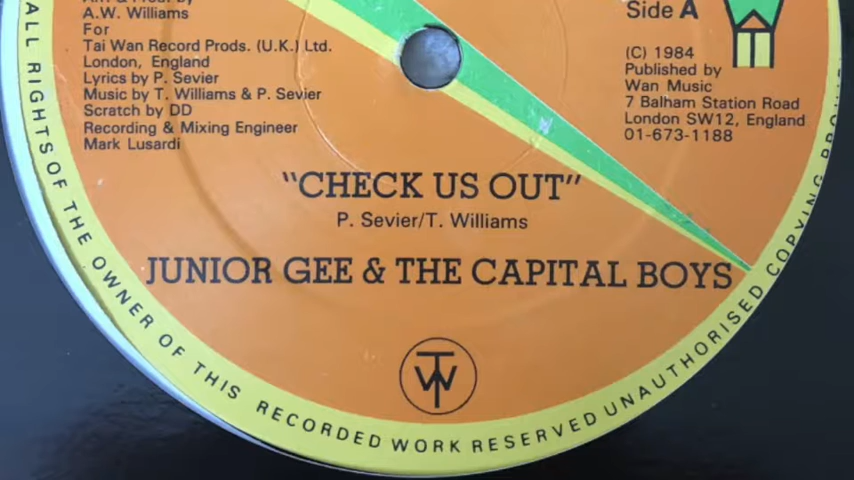 A.W. Williams
For
Tai Wan Record Prods. (U.K.) Ltd.
London, England
Lyrics by P. Sevier
Music by T. Williams & P. Sevier
Scratch by DD
Recording & Mixing Engineer
Mark Lusardi
Side A
(C) 1984
Published by
Wan Music
7 Balham Station Road
London SW12, England
01-673-1188
"CHECK US OUT"
P. Sevier/T. Williams
JUNIOR GEE & THE CAPITAL BOYS
TW
ALL RIGHTS OF THE OWNER OF THIS RECORDED WORK RESERVED UNAUTHORISED COPYING